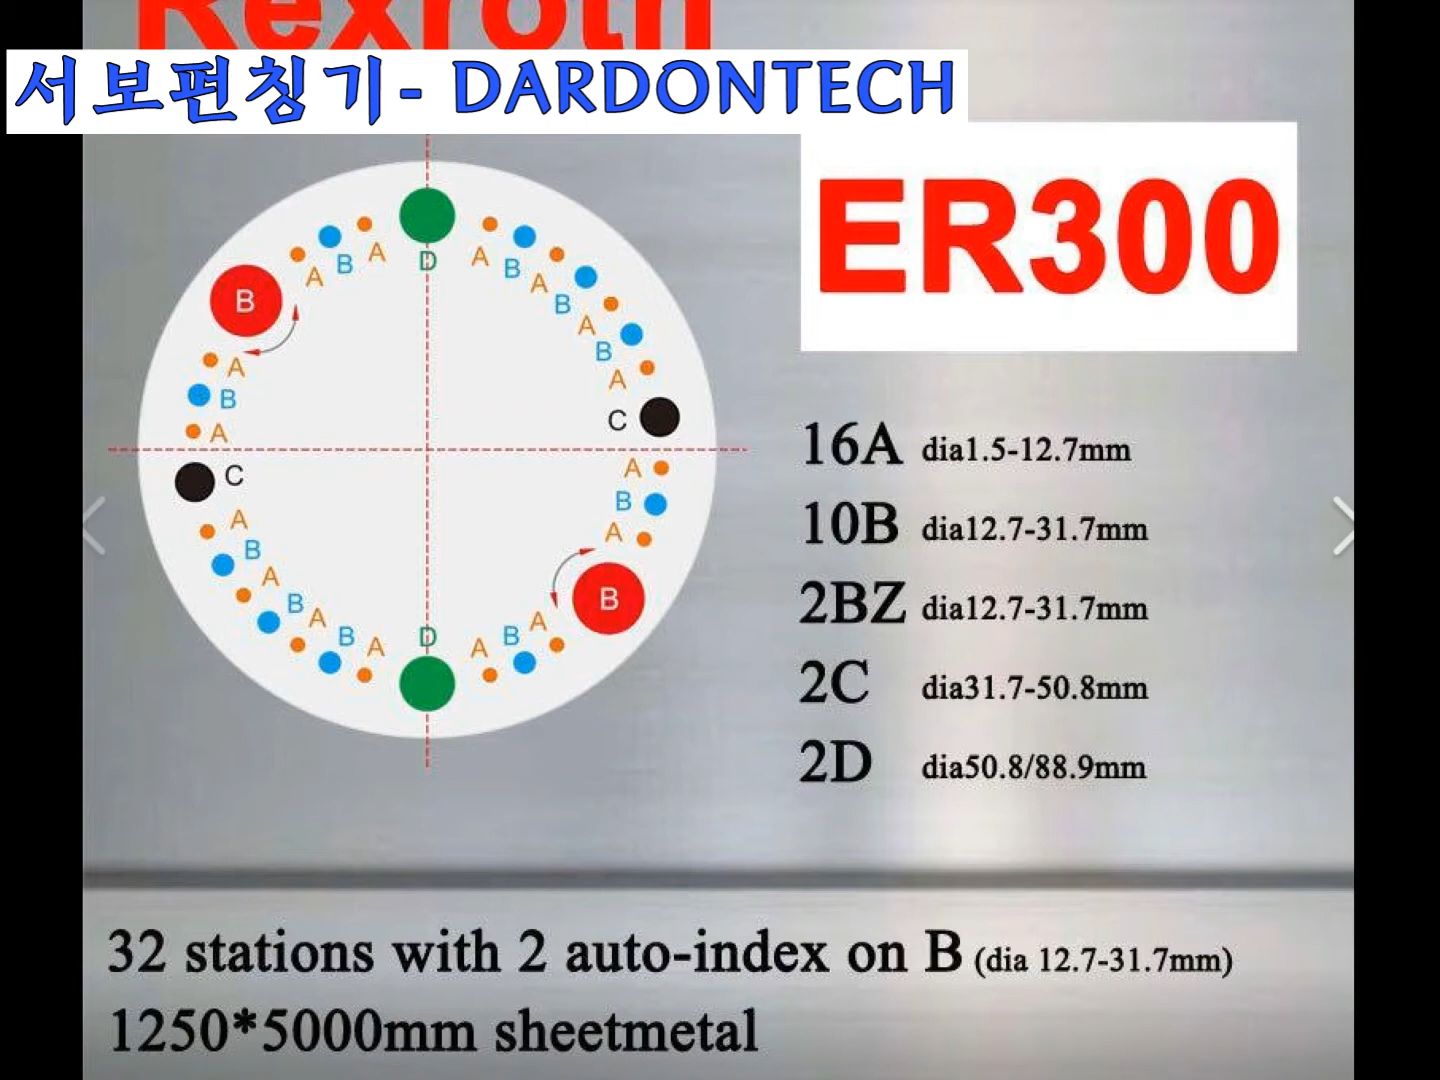 Rexroth
서보펀칭기- DARDONTECH
ER300
A B A D A B A B A B A C
B
A B A C
A B A B A B A D A B A
B
A B A
16A dia1.5-12.7mm
10B dia12.7-31.7mm
2BZ dia12.7-31.7mm
2C dia31.7-50.8mm
2D dia50.8/88.9mm
32 stations with 2 auto-index on B (dia 12.7-31.7mm)
1250*5000mm sheetmetal